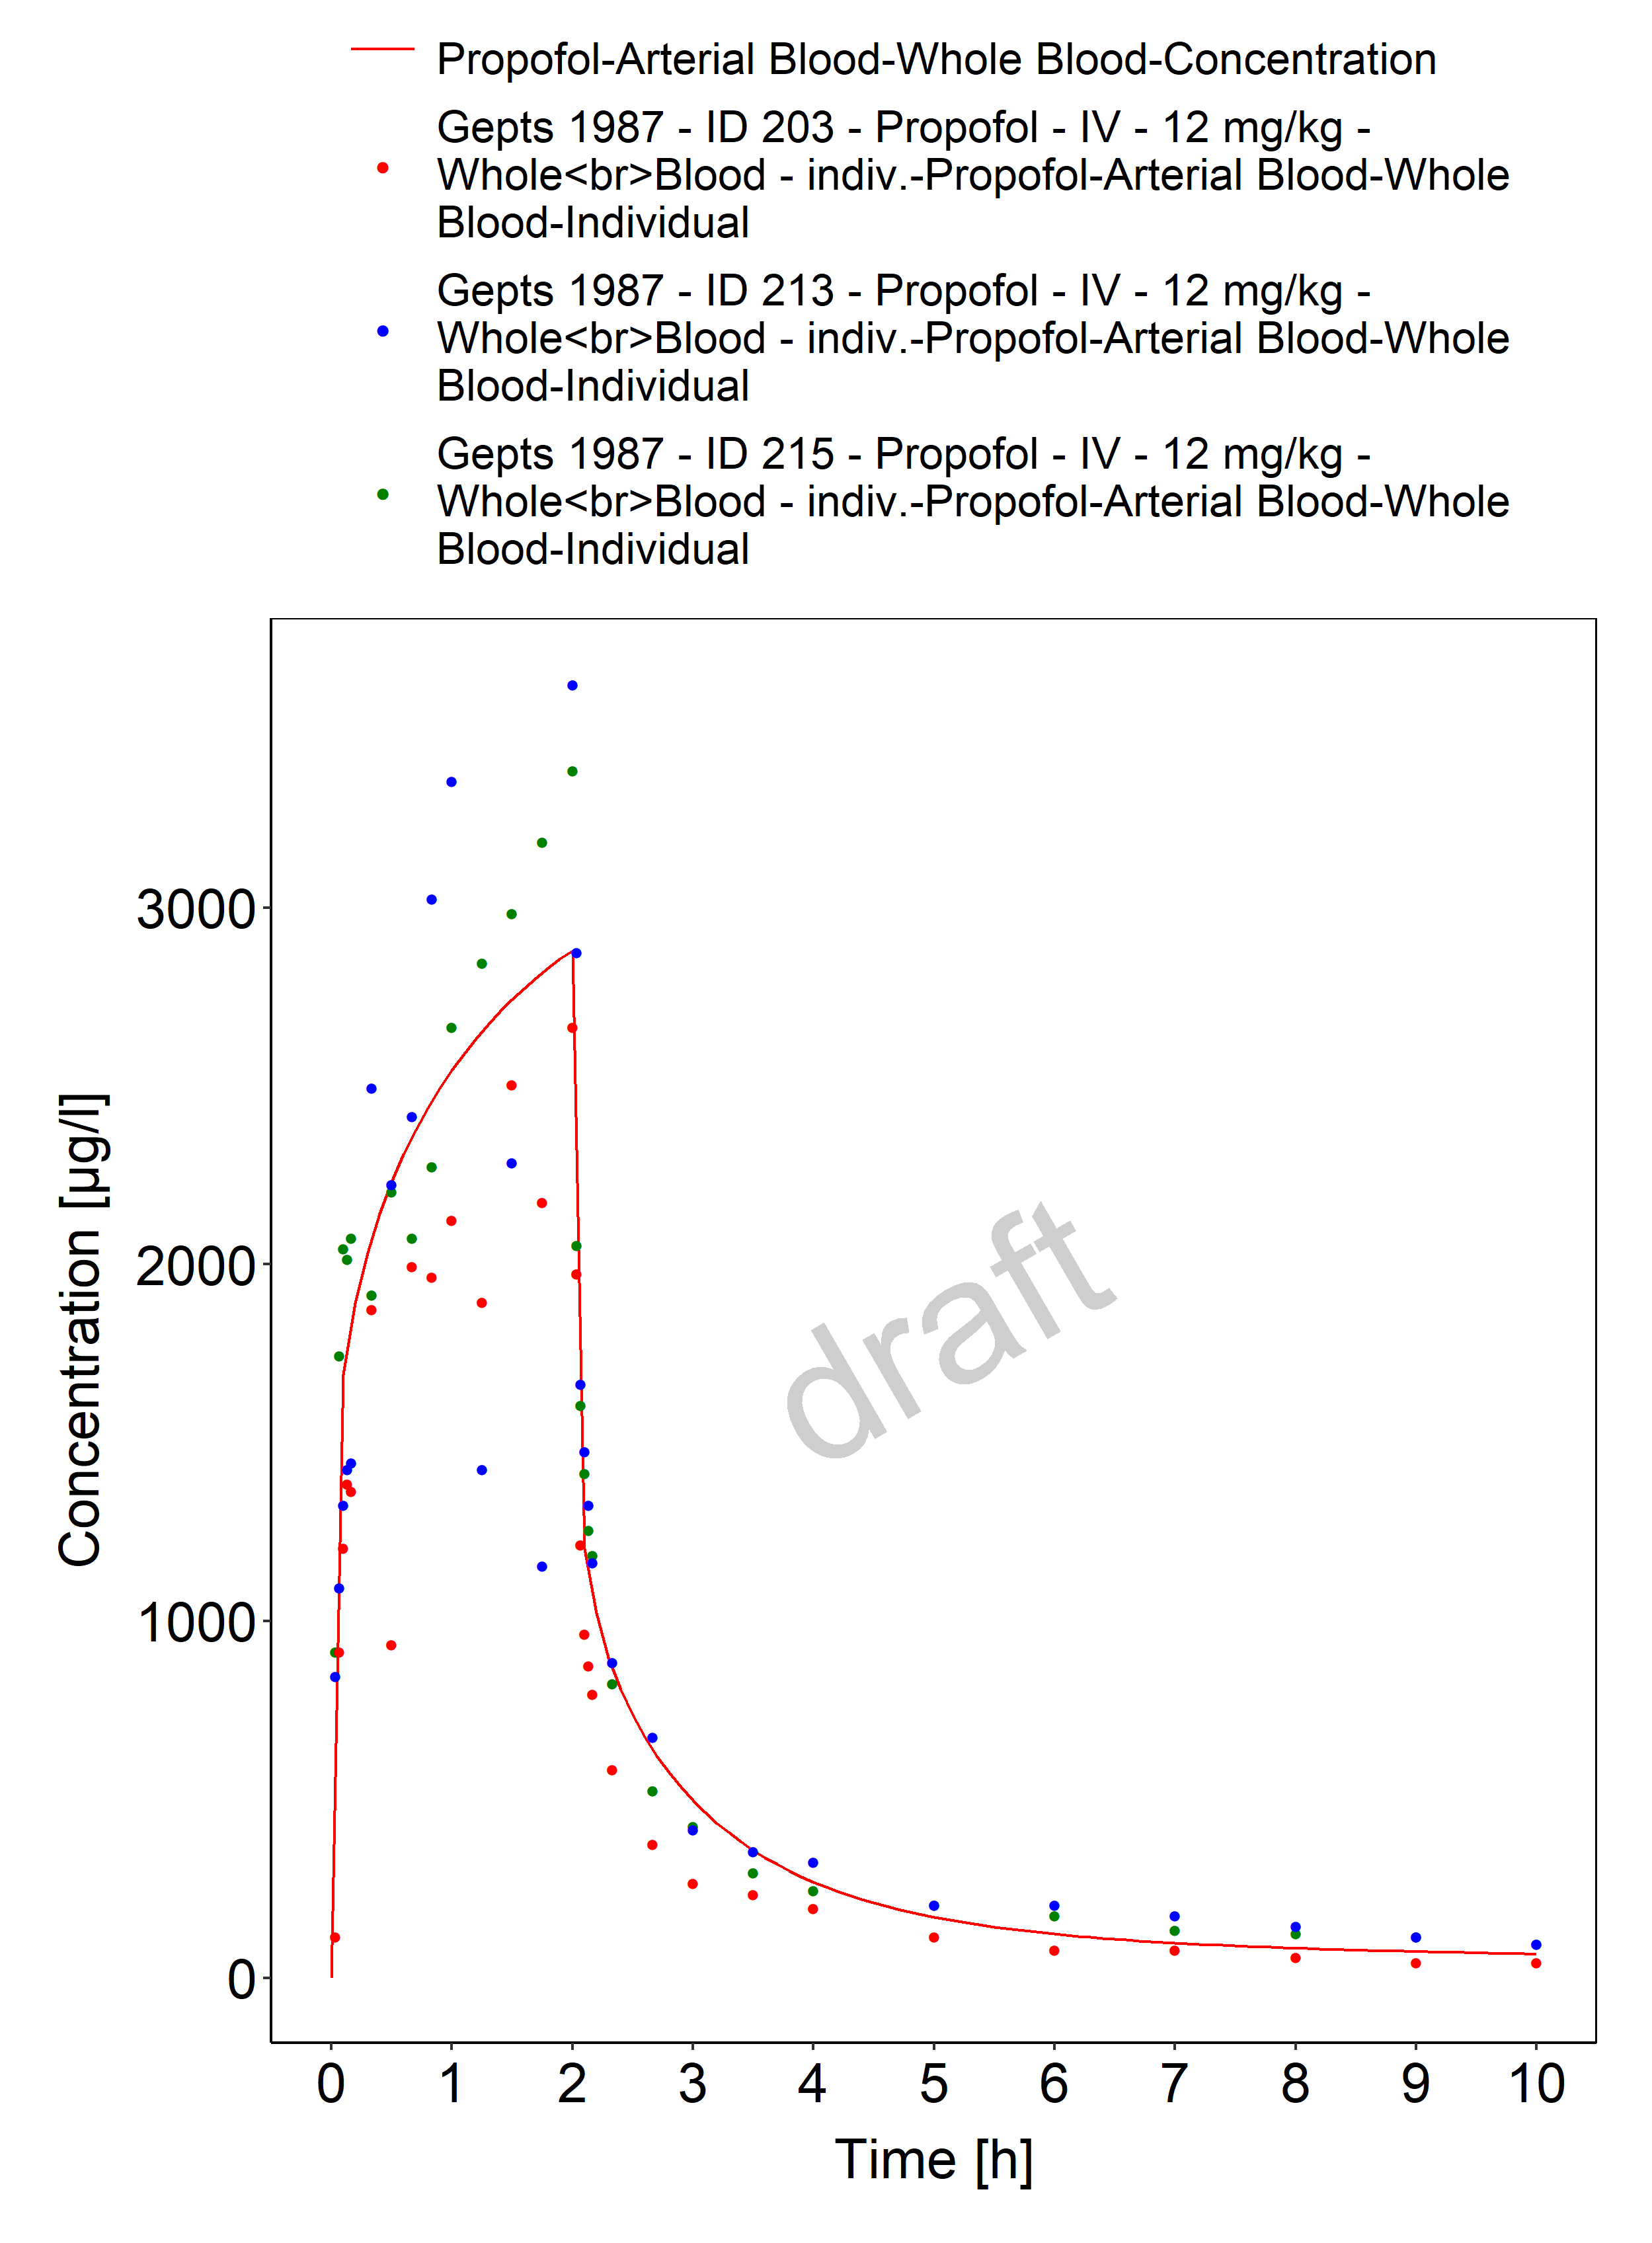 Propofol-Arterial Blood-Whole Blood-Concentration
Gepts 1987 - ID 203 - Propofol - IV - 12 mg/kg -
Whole<br>Blood - indiv.-Propofol-Arterial Blood-Whole
Blood-Individual
Gepts 1987 - ID 213 - Propofol - IV - 12 mg/kg -
Whole<br>Blood - indiv.-Propofol-Arterial Blood-Whole
Blood-Individual
Gepts 1987 - ID 215 - Propofol - IV - 12 mg/kg -
Whole<br>Blood - indiv.-Propofol-Arterial Blood-Whole
Blood-Individual
Concentration [µg/l]
3000
2000
1000
0
draft
0 1 2 3 4 5 6 7 8 9 10
Time [h]